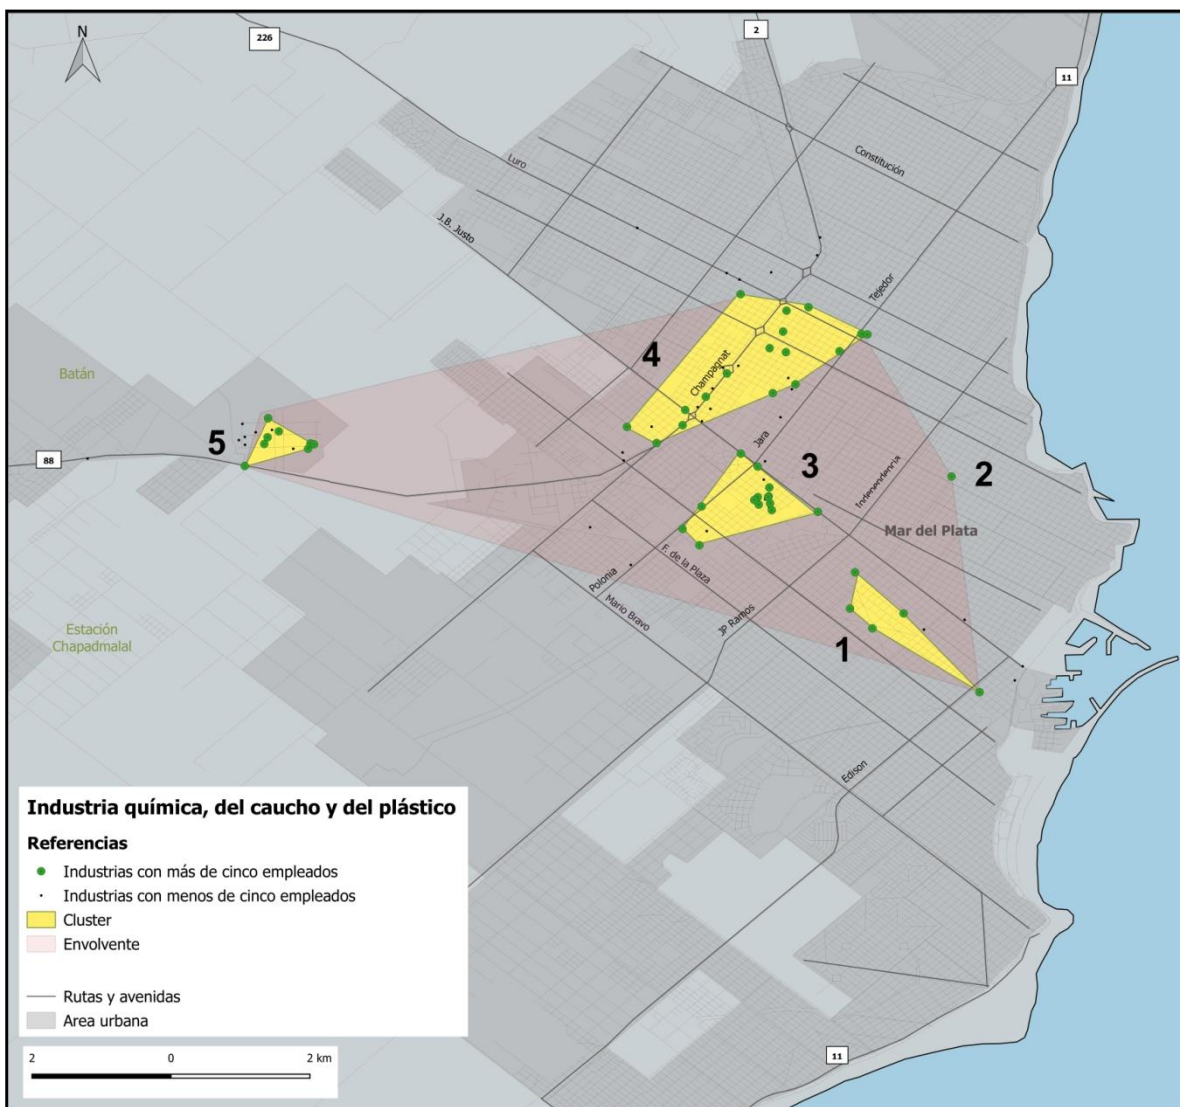 N
226
2
11
Constitución
Luro
J.B. Justo
Tejedor
4
Champagnat
Batán
5
88
Jara
3
Independencia
2
Mar del Plata
F. de la Plaza
Polonia
Mario Bravo
JP Ramos
1
Estación
Chapadmalal
Edison
Industria química, del caucho y del plástico
Referencias
Industrias con más de cinco empleados
Industrias con menos de cinco empleados
Cluster
Envolvente
Rutas y avenidas
Area urbana
2 0 2 km
11